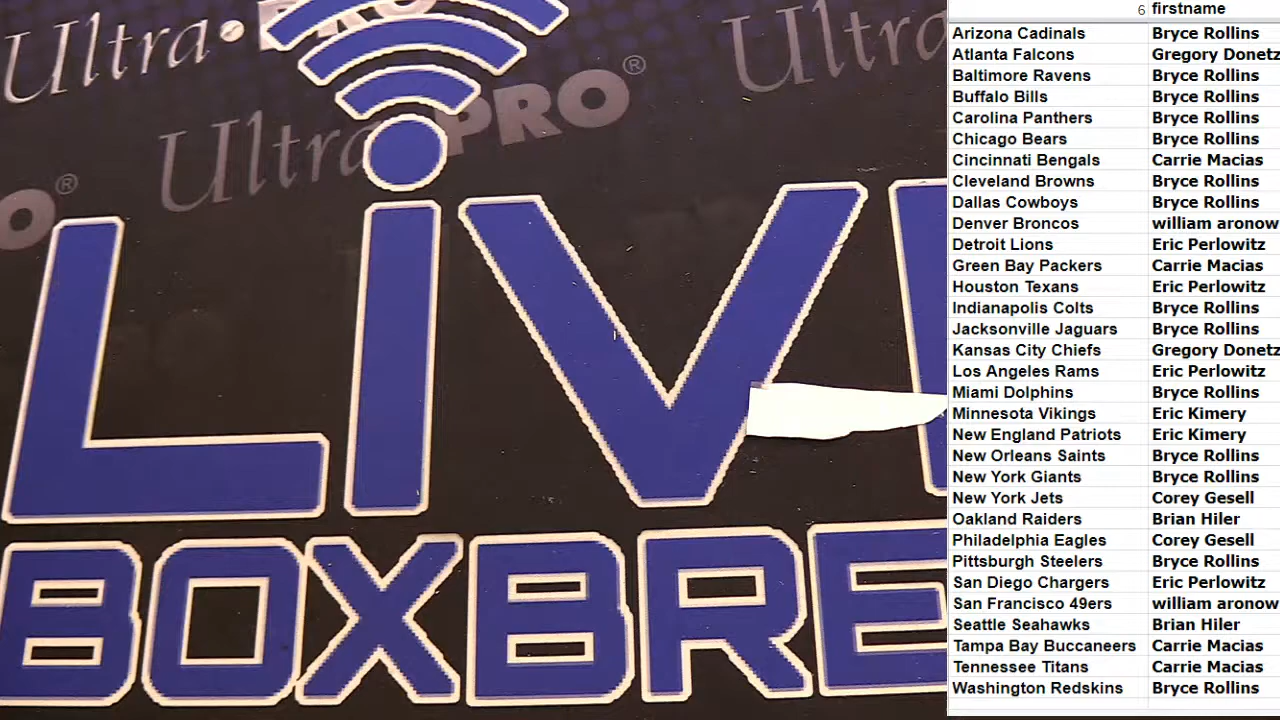 Ultra•PRO
Ultra PRO®
Ultra
O®
LiV
BOXBRE
6 firstname
Arizona Cadinals Bryce Rollins
Atlanta Falcons Gregory Donetz
Baltimore Ravens Bryce Rollins
Buffalo Bills Bryce Rollins
Carolina Panthers Bryce Rollins
Chicago Bears Bryce Rollins
Cincinnati Bengals Carrie Macias
Cleveland Browns Bryce Rollins
Dallas Cowboys Bryce Rollins
Denver Broncos william aronow
Detroit Lions Eric Perlowitz
Green Bay Packers Carrie Macias
Houston Texans Eric Perlowitz
Indianapolis Colts Bryce Rollins
Jacksonville Jaguars Bryce Rollins
Kansas City Chiefs Gregory Donetz
Los Angeles Rams Eric Perlowitz
Miami Dolphins Bryce Rollins
Minnesota Vikings Eric Kimery
New England Patriots Eric Kimery
New Orleans Saints Bryce Rollins
New York Giants Bryce Rollins
New York Jets Corey Gesell
Oakland Raiders Brian Hiler
Philadelphia Eagles Corey Gesell
Pittsburgh Steelers Bryce Rollins
San Diego Chargers Eric Perlowitz
San Francisco 49ers william aronow
Seattle Seahawks Brian Hiler
Tampa Bay Buccaneers Carrie Macias
Tennessee Titans Carrie Macias
Washington Redskins Bryce Rollins